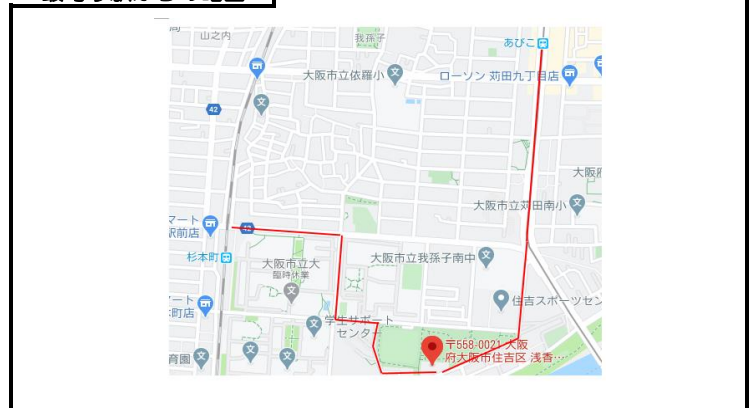 山之内
我孫子
あびこ
大阪市立依羅小
ローソン 苅田九丁目店
42
大阪府
大阪市立苅田南小
マート
駅前店
42
杉本町
大阪市立大
臨時休業
大阪市立我孫子南中
住吉スポーツセン
ート
町店
学生サポート
センター
〒558-0021 大阪
府大阪市住吉区 浅香…
育園